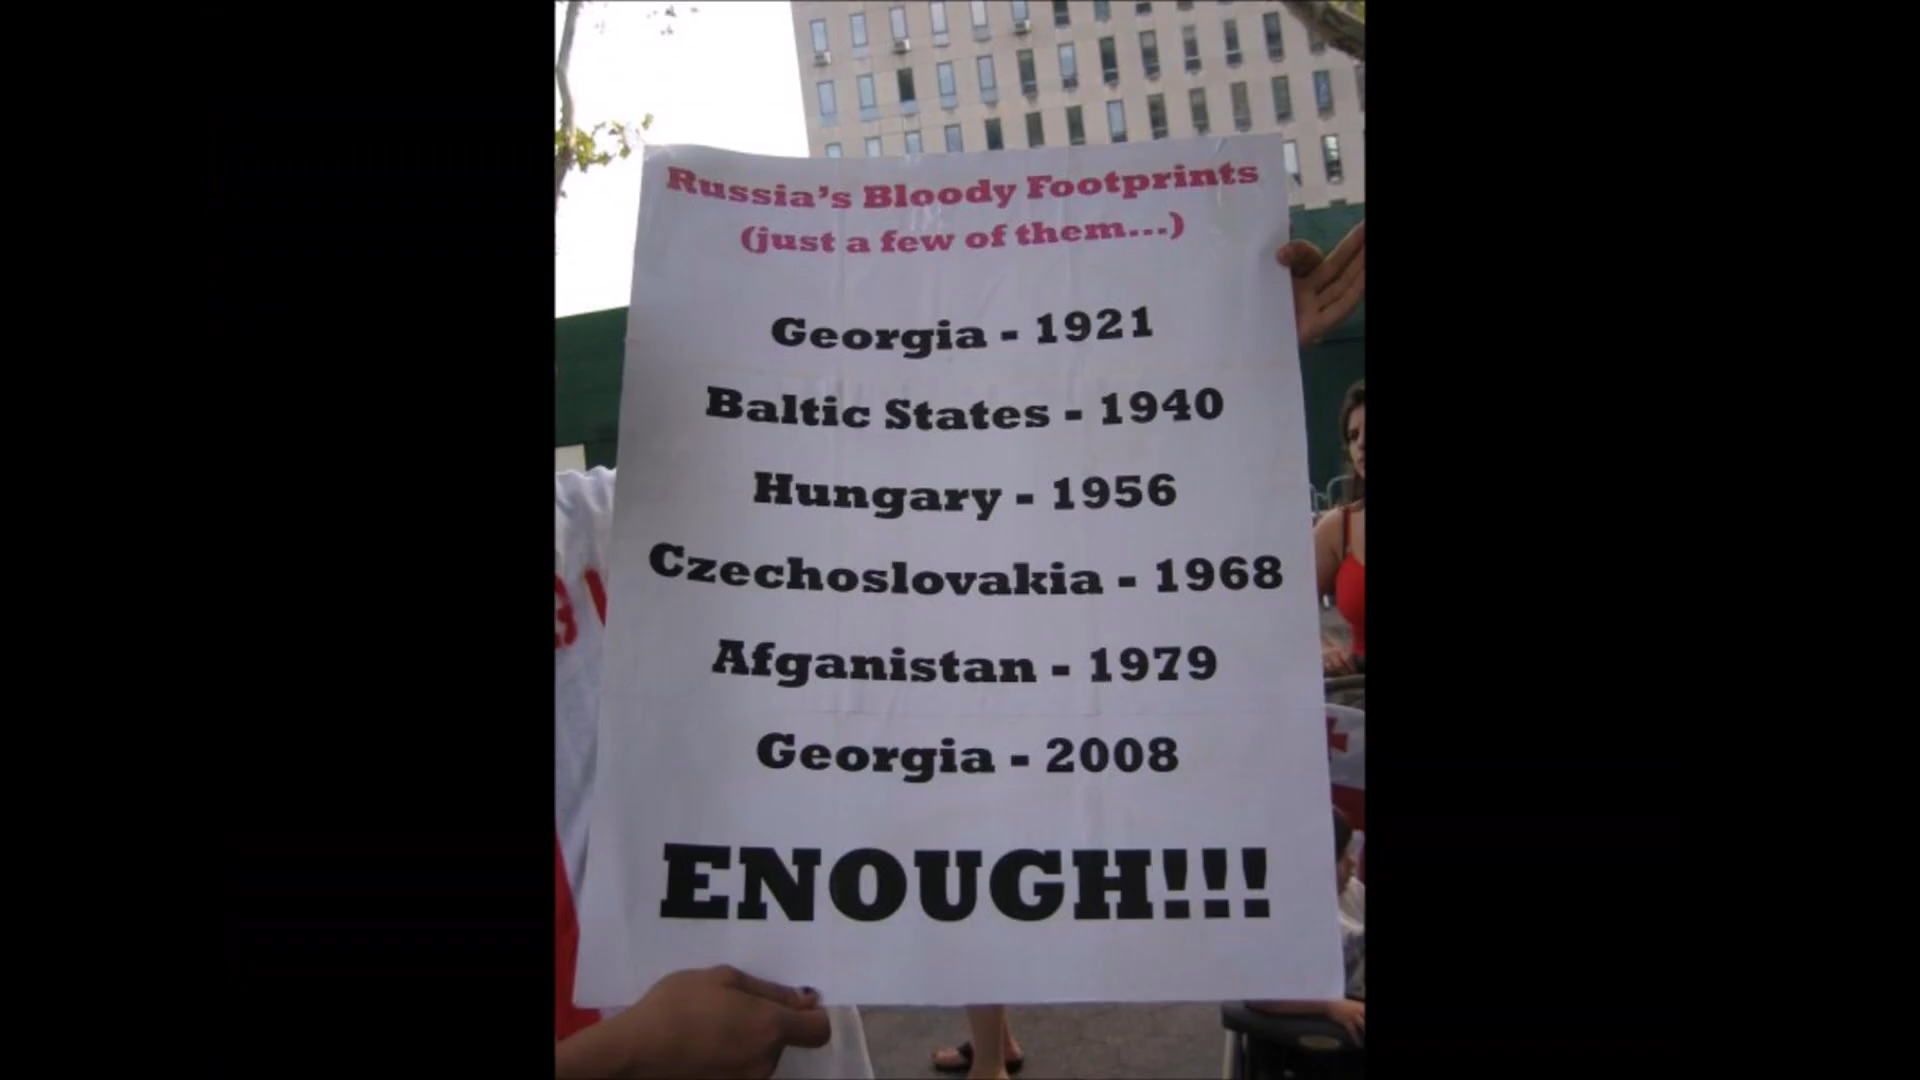 Russia's Bloody Footprints
(just a few of them...)
Georgia - 1921
Baltic States - 1940
Hungary - 1956
Czechoslovakia - 1968
Afganistan - 1979
Georgia - 2008
ENOUGH!!!